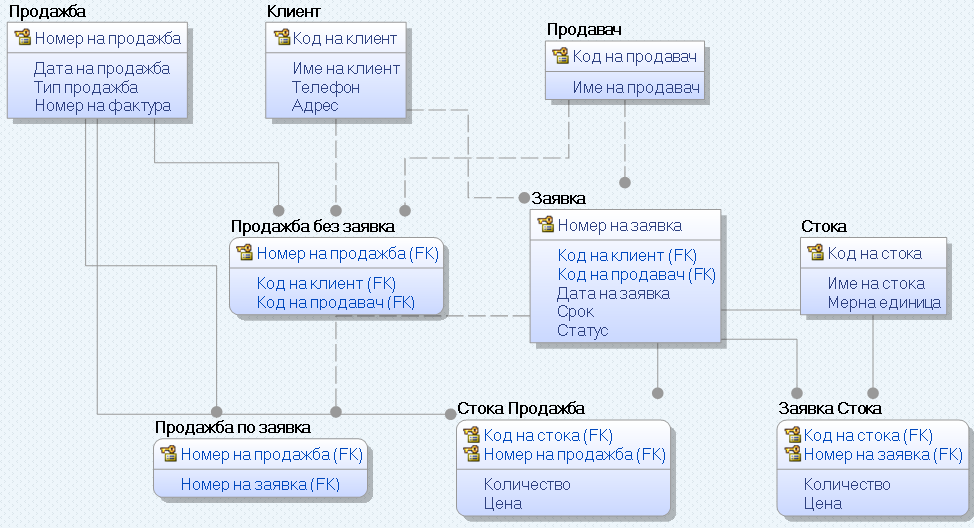 Продажба
Номер на продажба
Дата на продажба
Тип продажба
Номер на фактура
Клиент
Код на клиент
Име на клиент
Телефон
Адрес
Продавач
Код на продавач
Име на продавач
Продажба без заявка
Номер на продажба (FK)
Код на клиент (FK)
Код на продавач (FK)
Заявка
Номер на заявка
Код на клиент (FK)
Код на продавач (FK)
Дата на заявка
Срок
Статус
Стока
Код на стока
Име на стока
Мерна единица
Продажба по заявка
Номер на продажба (FK)
Номер на заявка (FK)
Стока Продажба
Код на стока (FK)
Номер на продажба (FK)
Количество
Цена
Заявка Стока
Код на стока (FK)
Номер на заявка (FK)
Количество
Цена